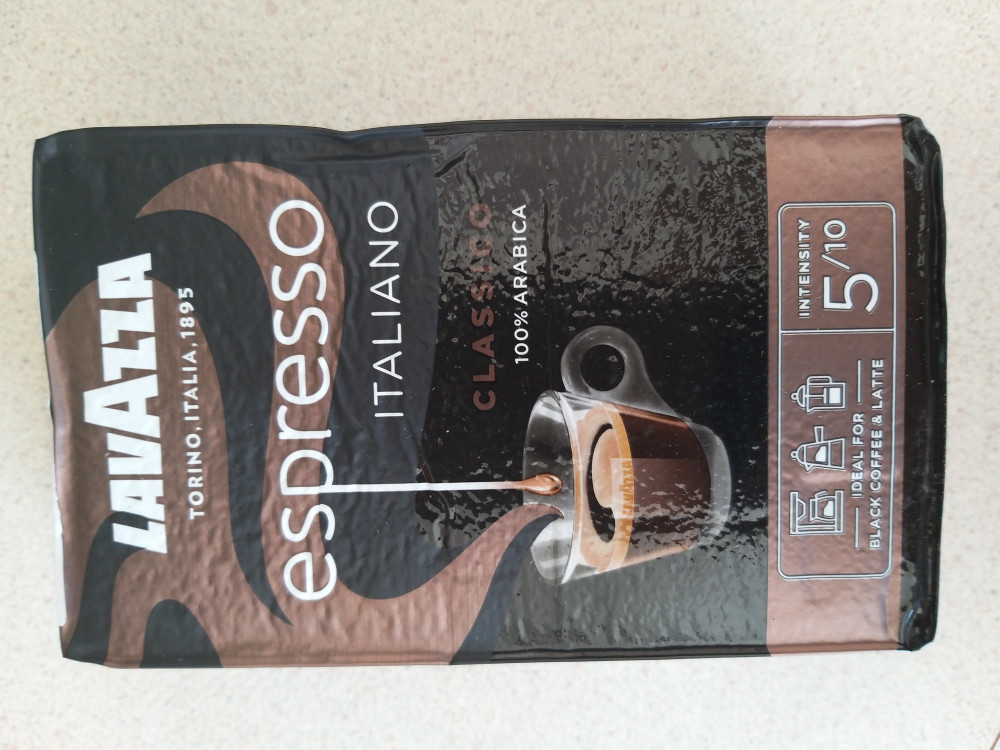 LAVAZZA
TORINO, ITALIA, 1895
espresso
ITALIANO
CLASSICO
100% ARABICA
IDEAL FOR
BLACK COFFEE & LATTE
INTENSITY
5/10